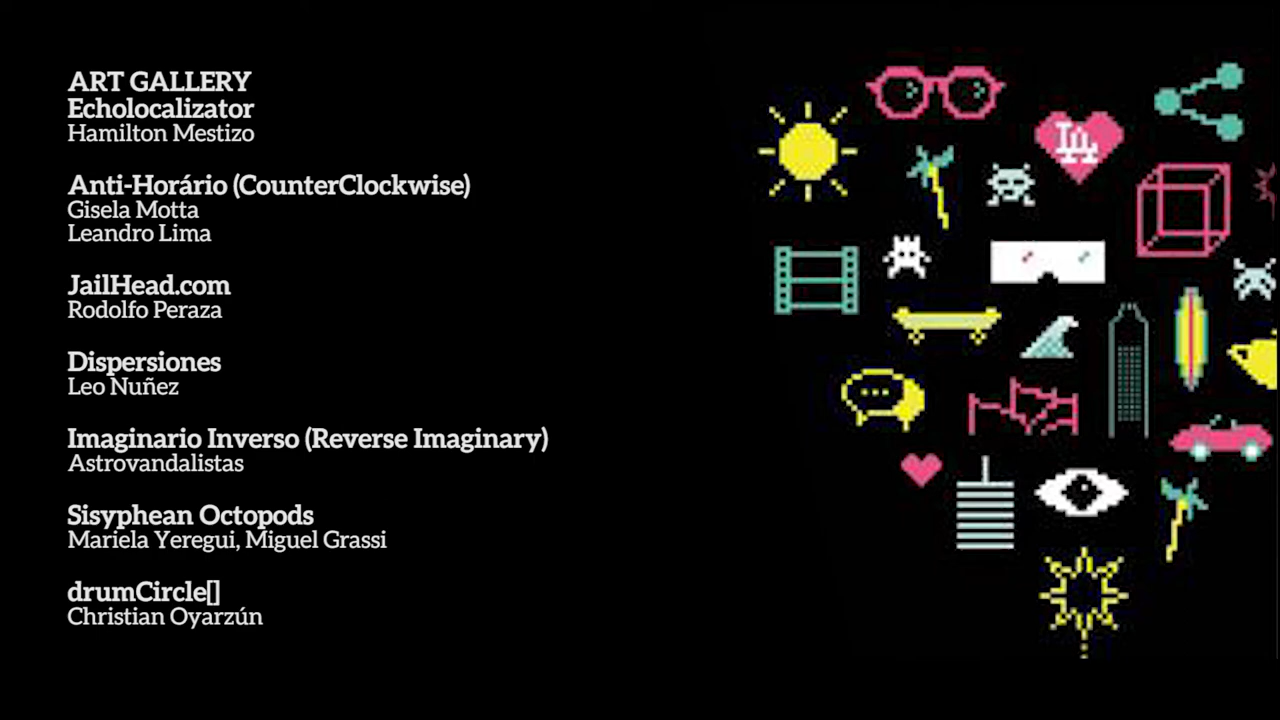 ART GALLERY
Echolocalizator
Hamilton Mestizo
Anti-Horário (CounterClockwise)
Gisela Motta
Leandro Lima
JailHead.com
Rodolfo Peraza
Dispersiones
Leo Nuñez
Imaginario Inverso (Reverse Imaginary)
Astrovandalistas
Sisyphean Octopods
Mariela Yeregui, Miguel Grassi
drumCircle[]
Christian Oyarzún
LA